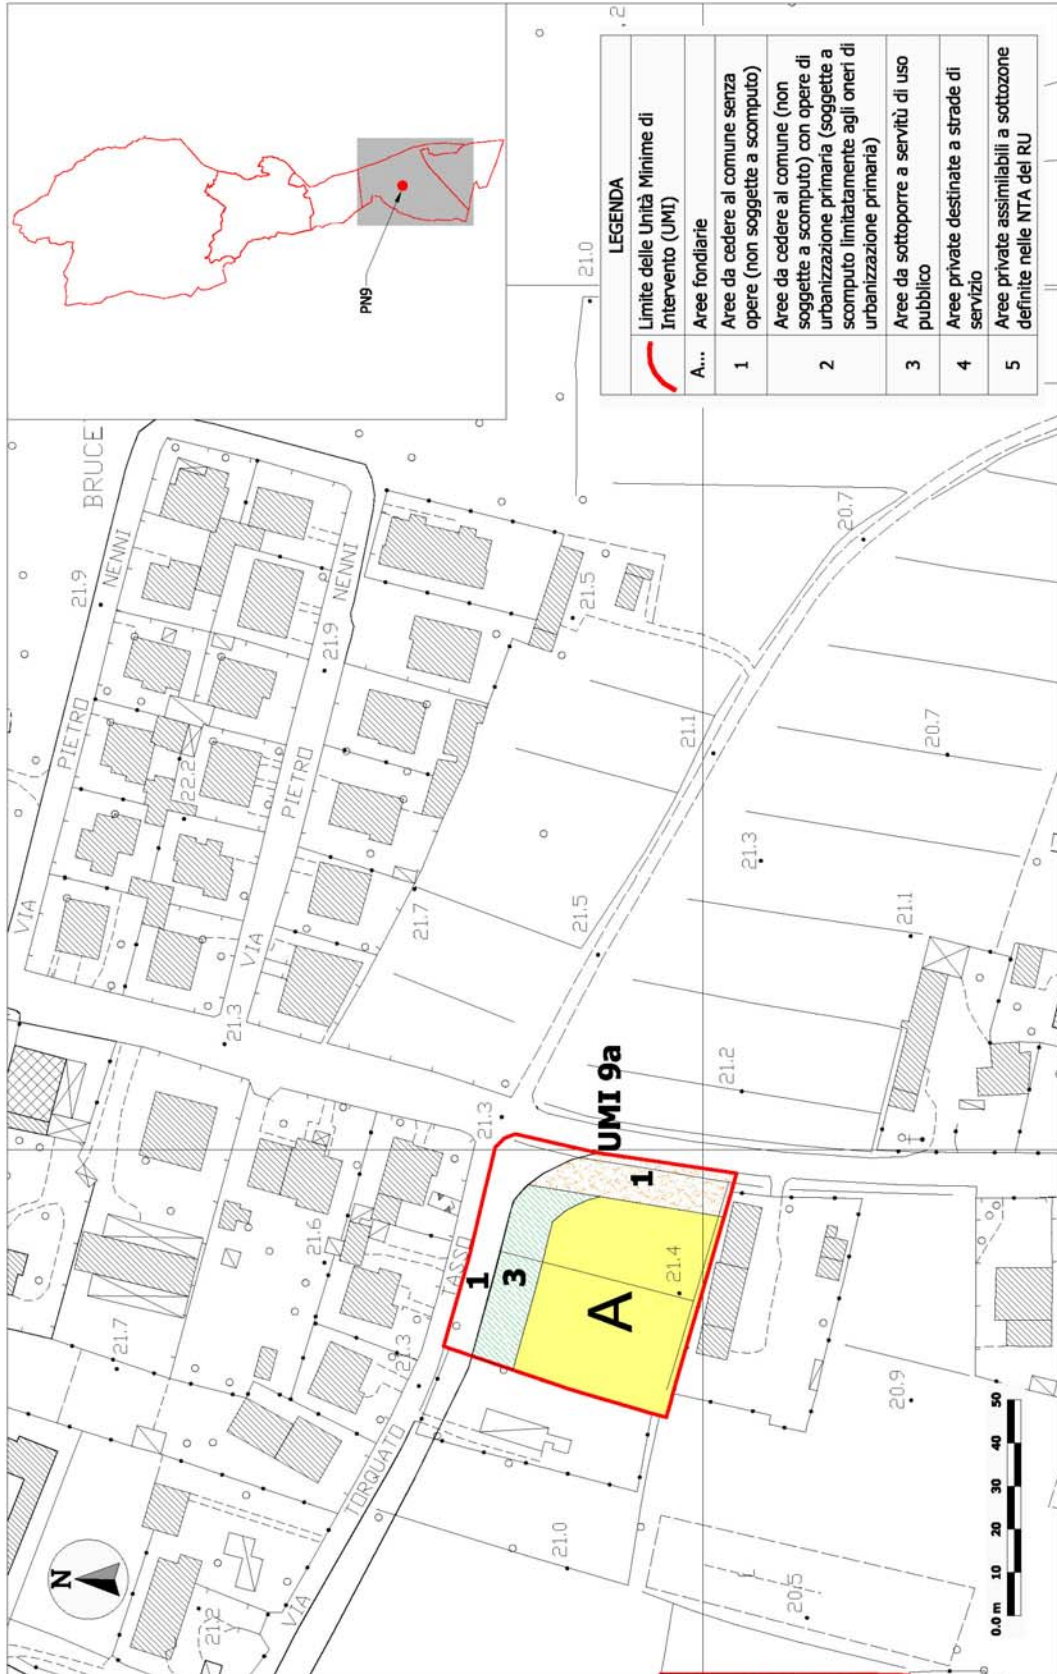 PN9
LEGENDA
Limite delle Unità Minime di
Intervento (UMI)
A... Aree fondiarie
1 Aree da cedere al comune senza
opere (non soggette a scomputo)
2 Aree da cedere al comune (non
soggette a scomputo) con opere di
urbanizzazione primaria (soggette a
scomputo limitatamente agli oneri di
urbanizzazione primaria)
3 Aree da sottoporre a servitù di uso
pubblico
4 Aree private destinate a strade di
servizio
5 Aree private assimilabili a sottozone
definite nelle NTA del RU
N
BRUCE
VIA PIETRO NENNI
21.9
22.2
VIA PIETRO NENNI
21.9
21.3
21.0
21.5
21.7
21.5
21.1
20.7
20.7
21.3
21.1
21.2
21.3
21.7
21.6
21.3
21.2
VIA TORQUATO TASSO
UMI 9a
1
3
1
A
21.4
21.0
20.5
20.9
0.0 m 10 20 30 40 50